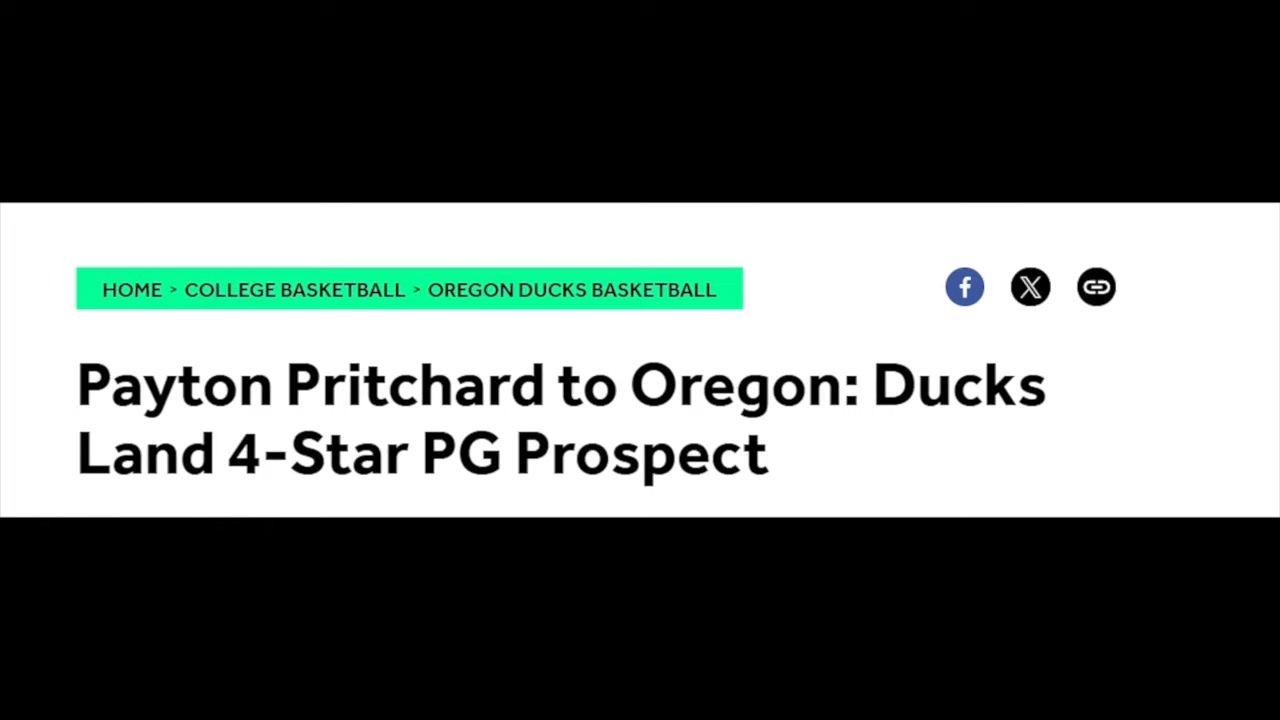 HOME > COLLEGE BASKETBALL > OREGON DUCKS BASKETBALL
Payton Pritchard to Oregon: Ducks
Land 4-Star PG Prospect